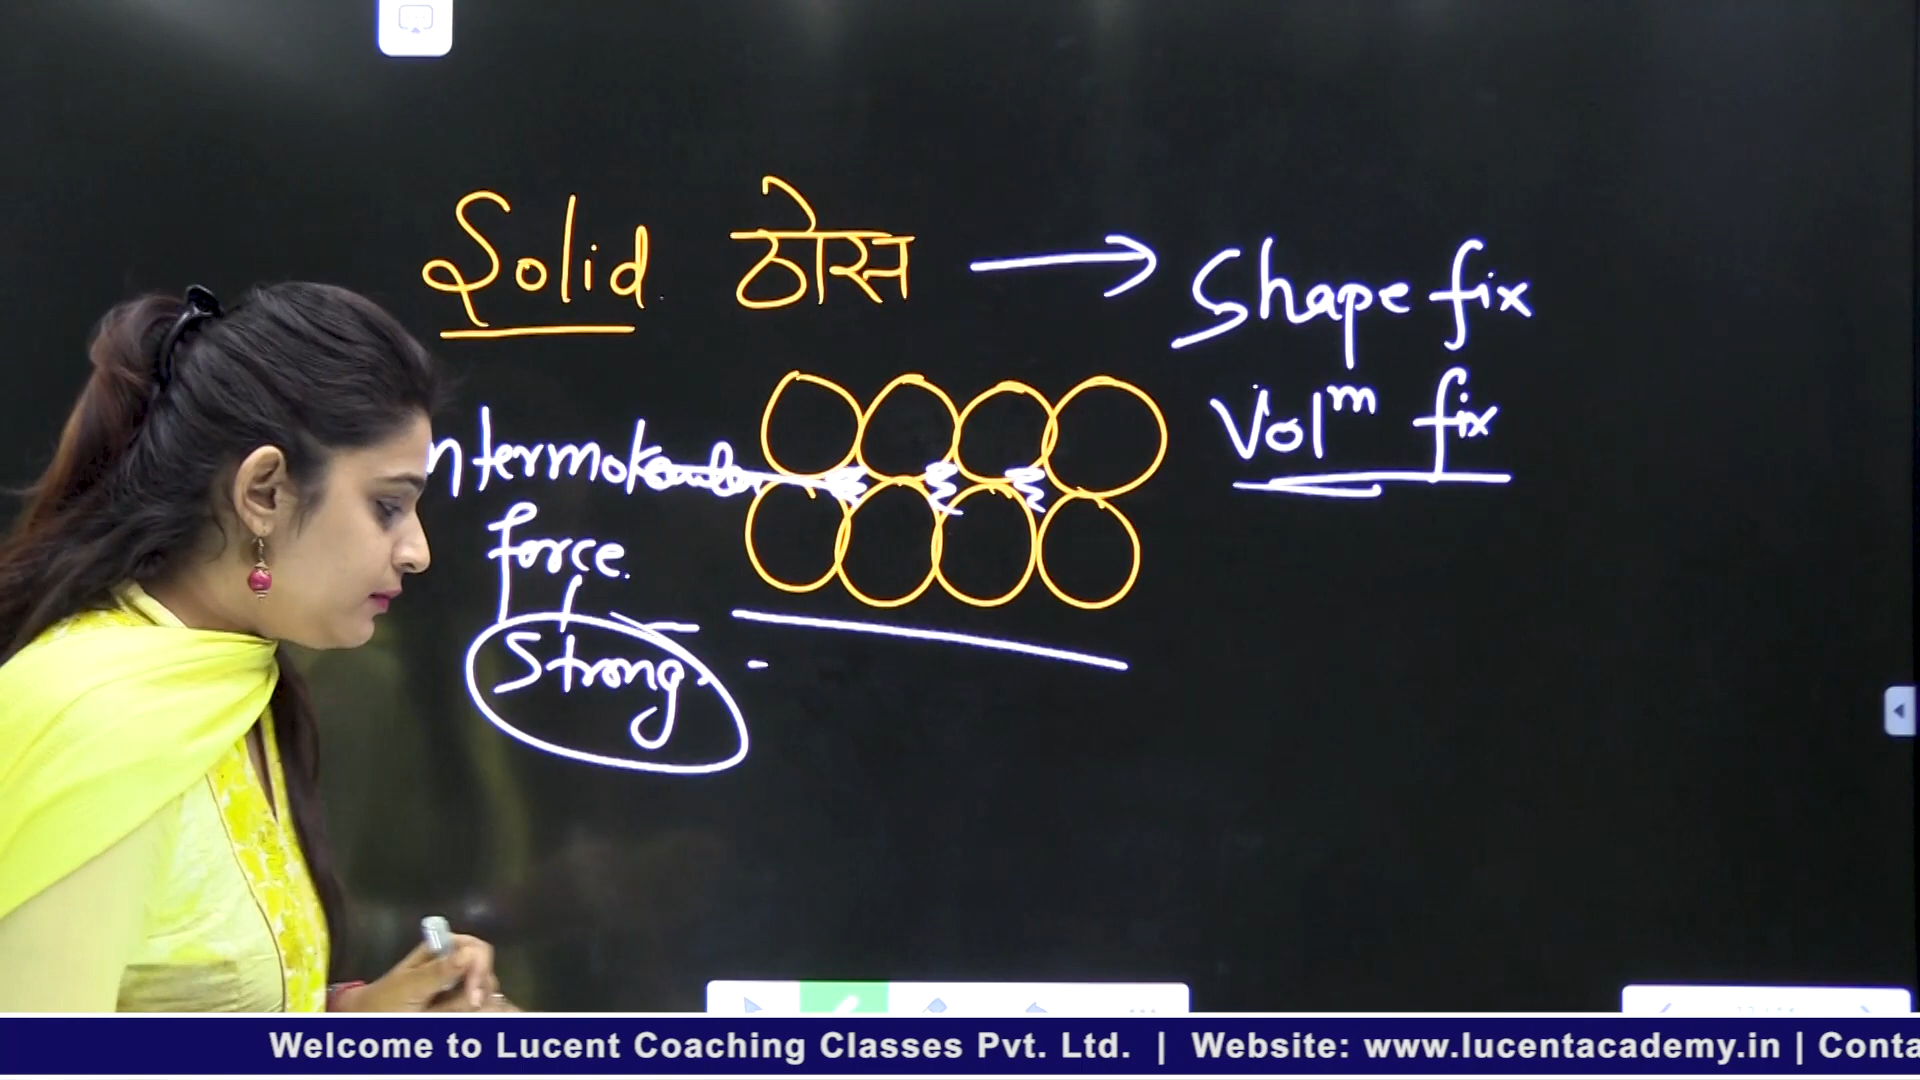 Solid ठोस → Shape fix
Vol^m fix
ntermolecular
force.
Strong
Welcome to Lucent Coaching Classes Pvt. Ltd. | Website: www.lucentacademy.in | Conta